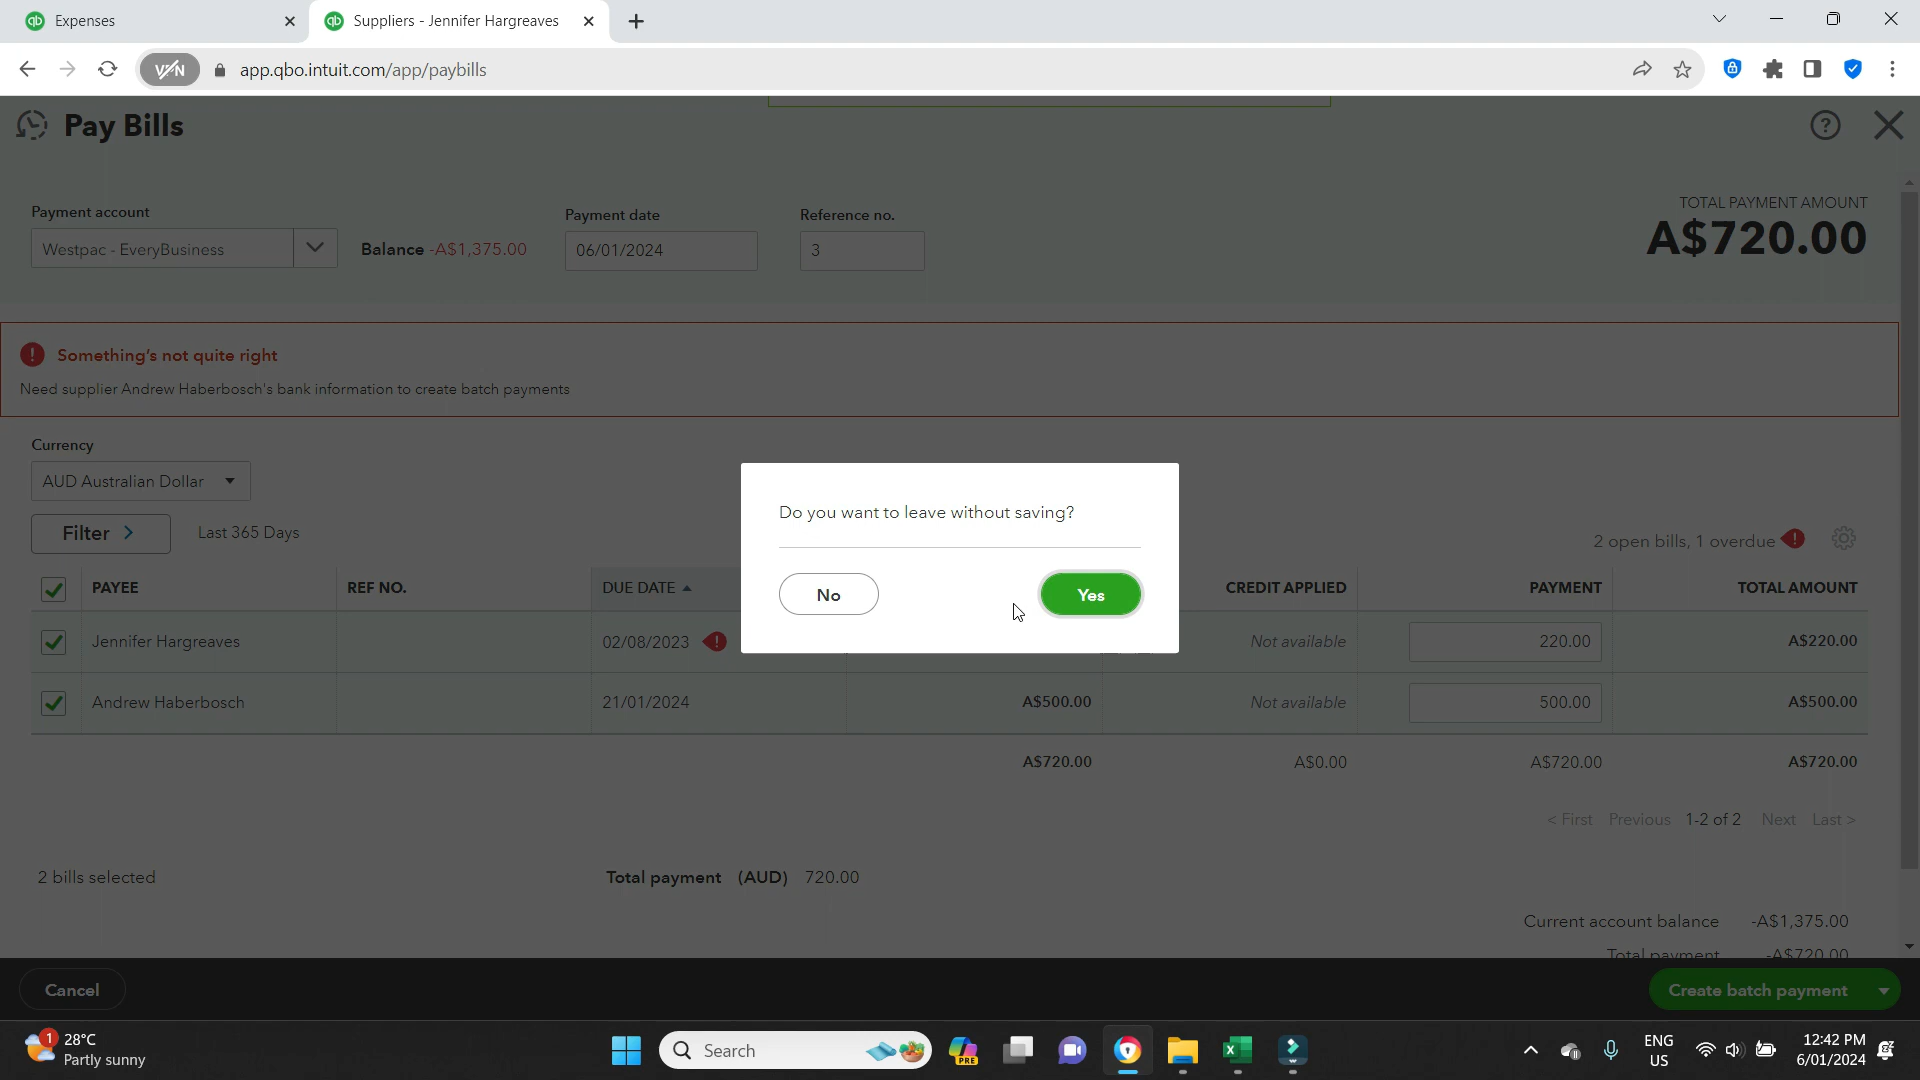 Expenses
Suppliers - Jennifer Hargreaves
VPN
app.qbo.intuit.com/app/paybills
Pay Bills
Payment account
Payment date
Reference no.
TOTAL PAYMENT AMOUNT
Westpac - EveryBusiness
Balance -A$1,375.00
06/01/2024
3
A$720.00
Something's not quite right
Need supplier Andrew Haberbosch's bank information to create batch payments
Currency
AUD Australian Dollar
Filter
Last 365 Days
2 open bills, 1 overdue
Do you want to leave without saving?
No
Yes
PAYEE
REF NO.
DUE DATE
CREDIT APPLIED
PAYMENT
TOTAL AMOUNT
Jennifer Hargreaves
02/08/2023
Not available
220.00
A$220.00
Andrew Haberbosch
21/01/2024
A$500.00
Not available
500.00
A$500.00
A$720.00
A$0.00
A$720.00
A$720.00
< First Previous 1-2 of 2 Next Last >
2 bills selected
Total payment (AUD) 720.00
Current account balance -A$1,375.00
Total payment -A$720.00
Cancel
Create batch payment
1
28°C
Partly sunny
Search
PRE
ENG
US
12:42 PM
6/01/2024